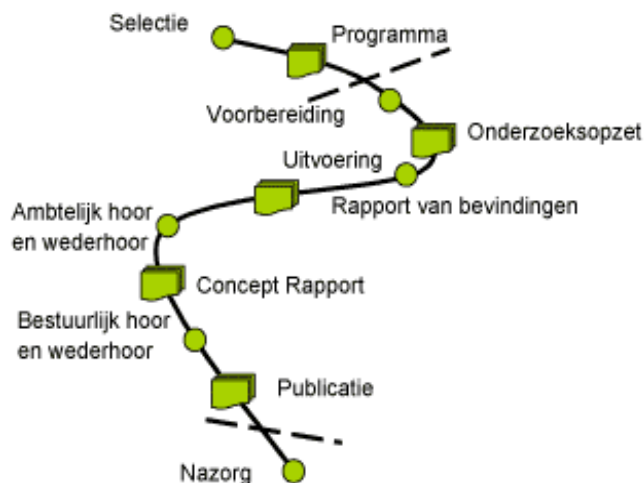 Selectie
Programma
Voorbereiding
Onderzoeksopzet
Uitvoering
Rapport van bevindingen
Ambtelijk hoor
en wederhoor
Concept Rapport
Bestuurlijk hoor
en wederhoor
Publicatie
Nazorg